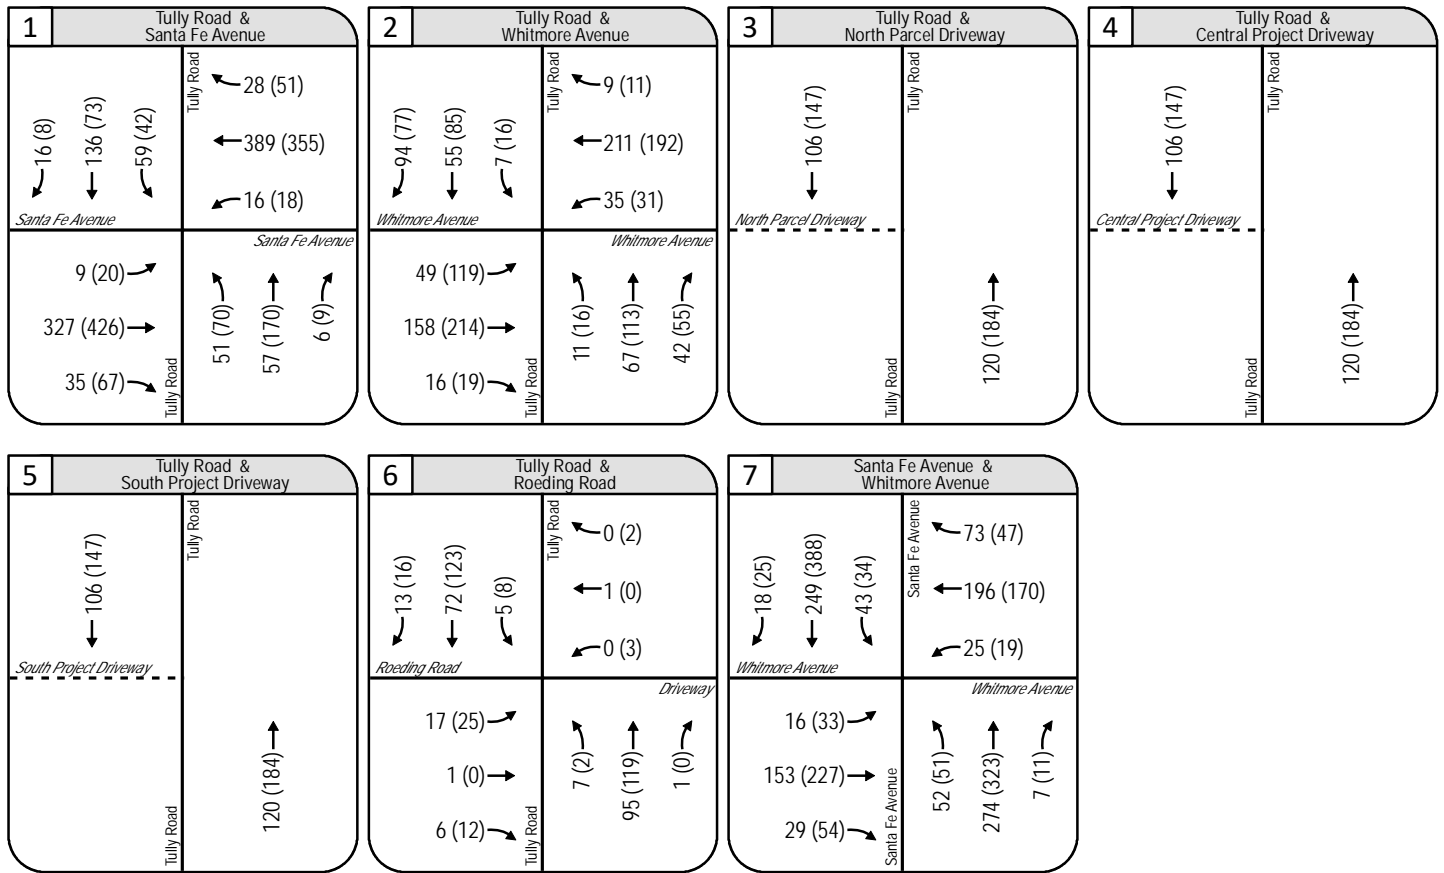 1
Tully Road &
Santa Fe Avenue
16 (8)
136 (73)
59 (42)
Tully Road
28 (51)
389 (355)
16 (18)
Santa Fe Avenue
Santa Fe Avenue
9 (20)
327 (426)
35 (67)
Tully Road
51 (70)
57 (170)
6 (9)
2
Tully Road &
Whitmore Avenue
94 (77)
55 (85)
7 (16)
Tully Road
9 (11)
211 (192)
35 (31)
Whitmore Avenue
Whitmore Avenue
49 (119)
158 (214)
16 (19)
Tully Road
11 (16)
67 (113)
42 (55)
3
Tully Road &
North Parcel Driveway
106 (147)
Tully Road
North Parcel Driveway
Tully Road
120 (184)
4
Tully Road &
Central Project Driveway
106 (147)
Tully Road
Central Project Driveway
Tully Road
120 (184)
5
Tully Road &
South Project Driveway
106 (147)
Tully Road
South Project Driveway
Tully Road
120 (184)
6
Tully Road &
Roeding Road
13 (16)
72 (123)
5 (8)
Tully Road
0 (2)
1 (0)
0 (3)
Roeding Road
Driveway
17 (25)
1 (0)
6 (12)
Tully Road
7 (2)
95 (119)
1 (0)
7
Santa Fe Avenue &
Whitmore Avenue
18 (25)
249 (388)
43 (34)
Santa Fe Avenue
73 (47)
196 (170)
25 (19)
Whitmore Avenue
Whitmore Avenue
16 (33)
153 (227)
29 (54)
Santa Fe Avenue
52 (51)
274 (323)
7 (11)